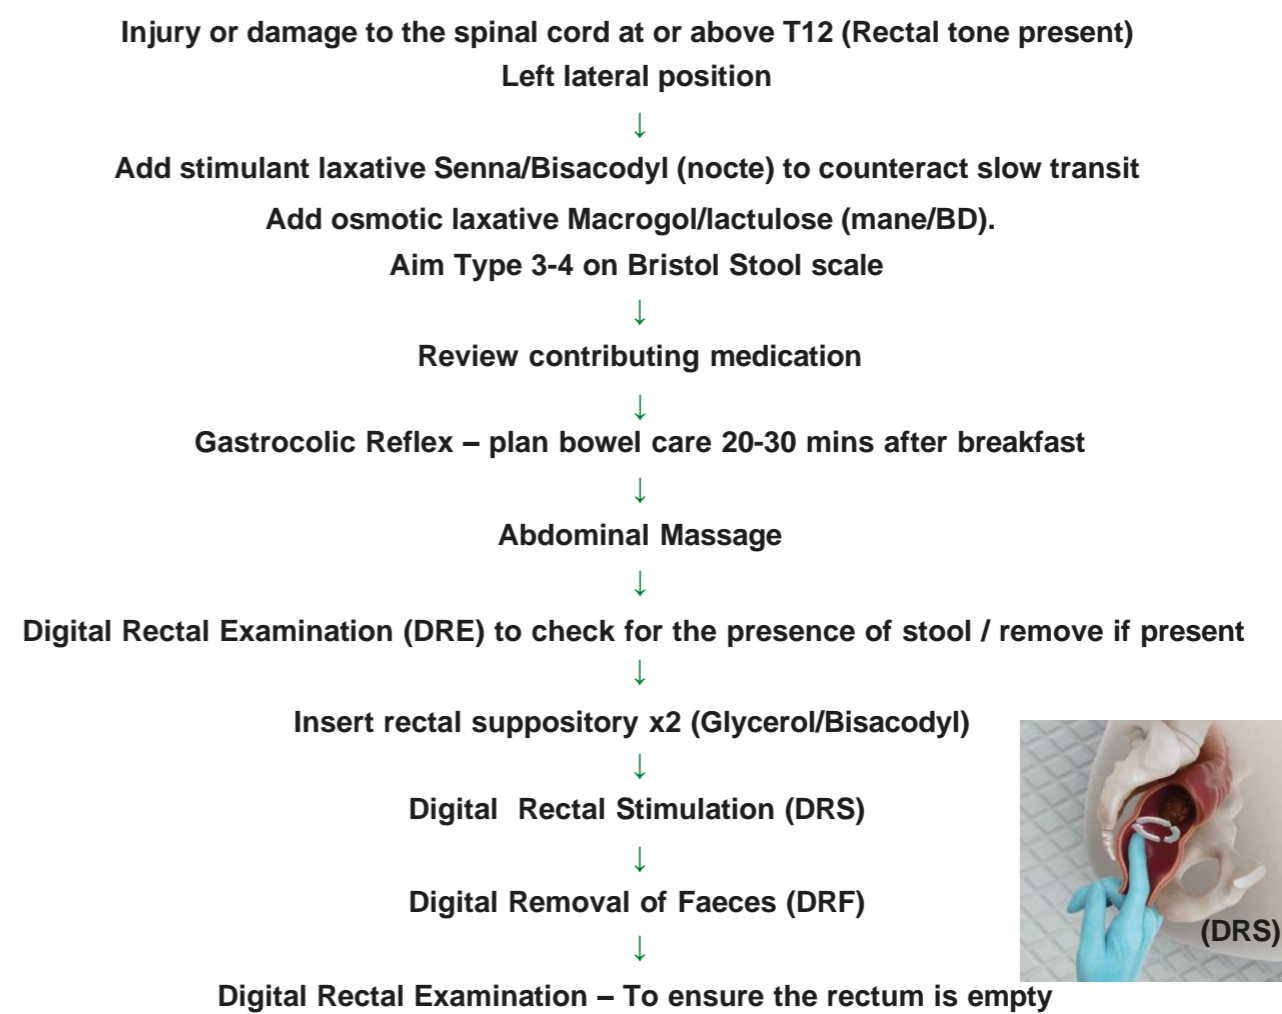 Injury or damage to the spinal cord at or above T12 (Rectal tone present)
Left lateral position
↓
Add stimulant laxative Senna/Bisacodyl (nocte) to counteract slow transit
Add osmotic laxative Macrogol/lactulose (mane/BD).
Aim Type 3-4 on Bristol Stool scale
↓
Review contributing medication
↓
Gastrocolic Reflex – plan bowel care 20-30 mins after breakfast
↓
Abdominal Massage
↓
Digital Rectal Examination (DRE) to check for the presence of stool / remove if present
↓
Insert rectal suppository x2 (Glycerol/Bisacodyl)
↓
Digital Rectal Stimulation (DRS)
↓
Digital Removal of Faeces (DRF)
↓
(DRS)
Digital Rectal Examination – To ensure the rectum is empty